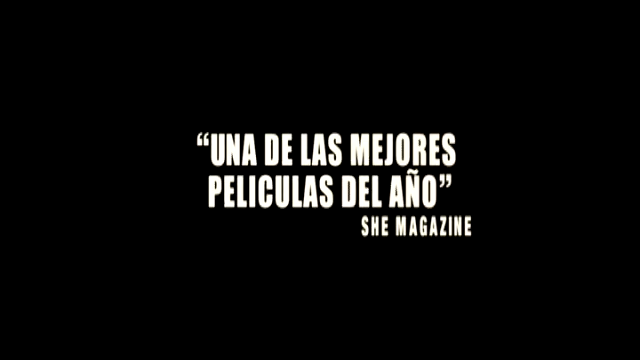 “UNA DE LAS MEJORES
PELICULAS DEL AÑO”
SHE MAGAZINE